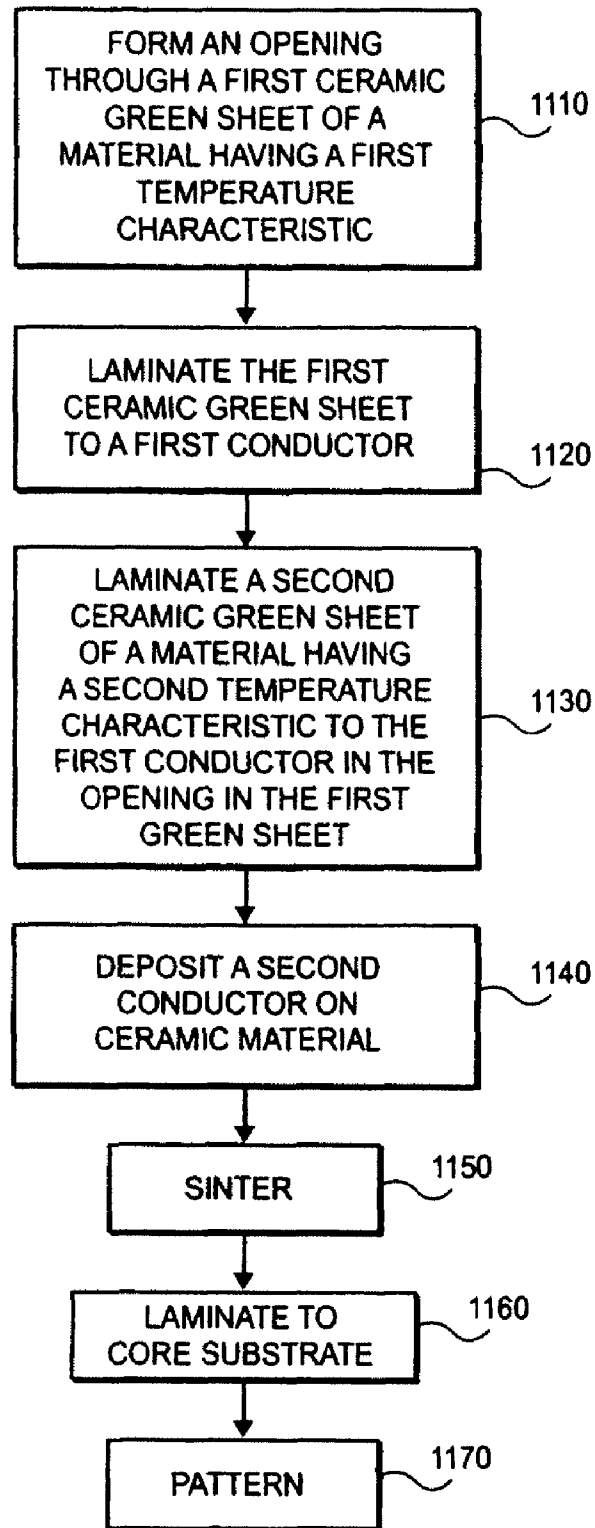 FORM AN OPENING
THROUGH A FIRST CERAMIC
GREEN SHEET OF A
MATERIAL HAVING A FIRST
TEMPERATURE
CHARACTERISTIC
1110
LAMINATE THE FIRST
CERAMIC GREEN SHEET
TO A FIRST CONDUCTOR
1120
LAMINATE A SECOND
CERAMIC GREEN SHEET
OF A MATERIAL HAVING
A SECOND TEMPERATURE
CHARACTERISTIC TO THE
FIRST CONDUCTOR IN THE
OPENING IN THE FIRST
GREEN SHEET
1130
DEPOSIT A SECOND
CONDUCTOR ON
CERAMIC MATERIAL
1140
SINTER
1150
LAMINATE TO
CORE SUBSTRATE
1160
PATTERN
1170